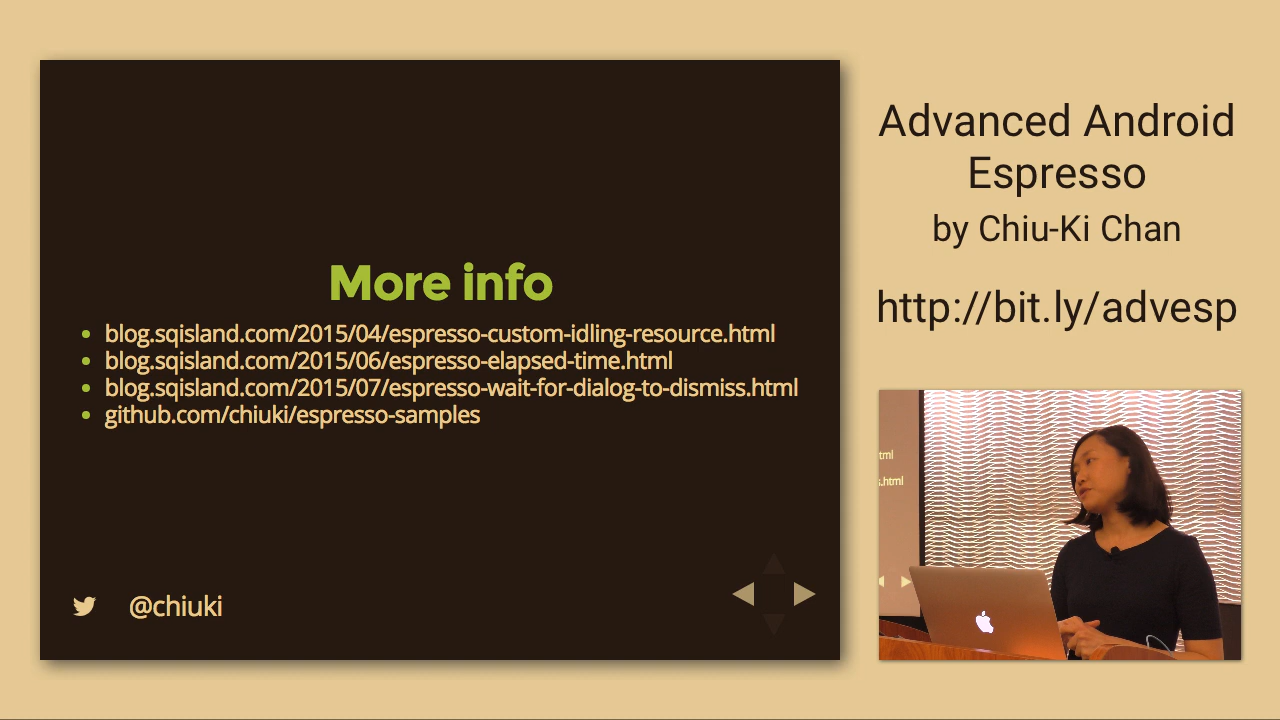 More info
blog.sqisland.com/2015/04/espresso-custom-idling-resource.html
blog.sqisland.com/2015/06/espresso-elapsed-time.html
blog.sqisland.com/2015/07/espresso-wait-for-dialog-to-dismiss.html
github.com/chiuki/espresso-samples
@chiuki
Advanced Android
Espresso
by Chiu-Ki Chan
http://bit.ly/advesp
tml
.html